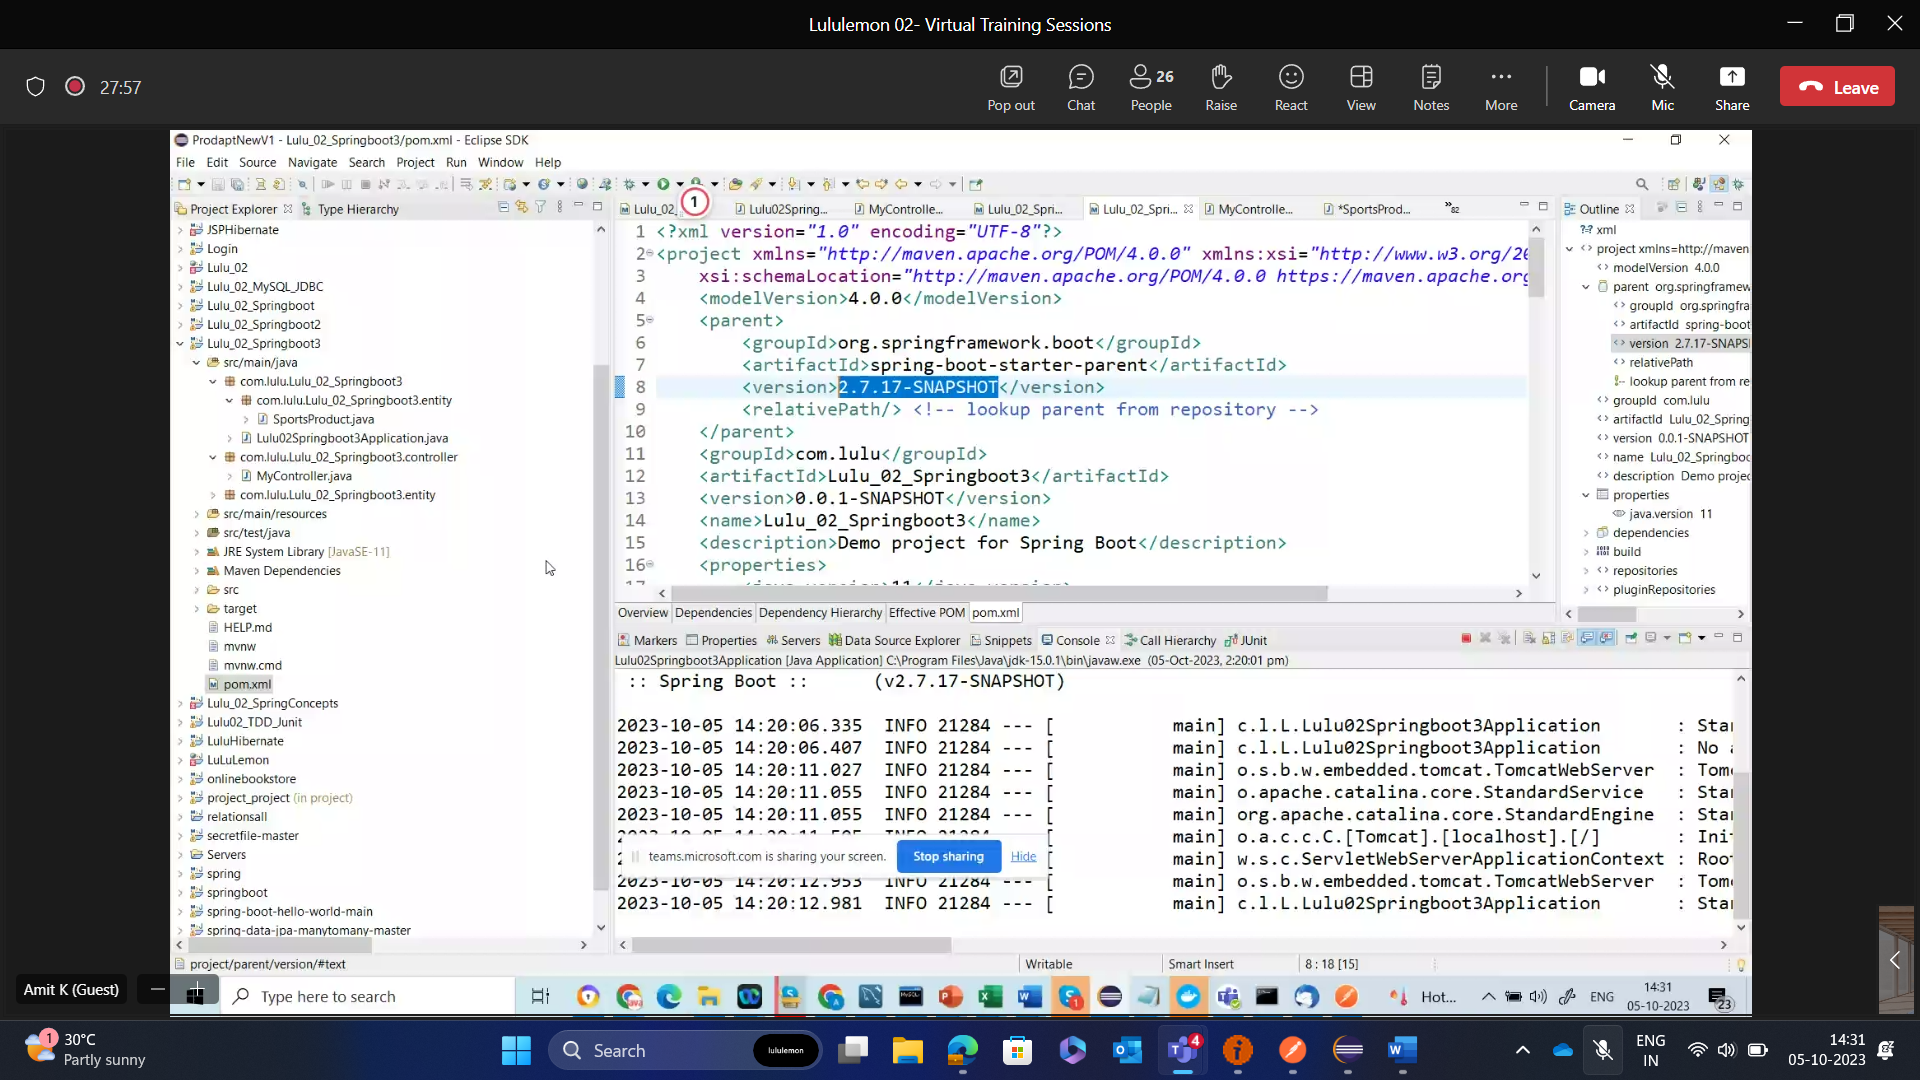 Lululemon 02- Virtual Training Sessions
27:57
Pop out
Chat
26
People
Raise
React
View
Notes
More
Camera
Mic
Share
Leave
ProdaptNewV1 - Lulu_02_Springboot3/pom.xml - Eclipse SDK
File Edit Source Navigate Search Project Run Window Help
1
Project Explorer
Type Hierarchy
JSPHibernate
Login
Lulu_02
Lulu_02_MySQL_JDBC
Lulu_02_Springboot
Lulu_02_Springboot2
Lulu_02_Springboot3
src/main/java
com.lulu.Lulu_02_Springboot3
com.lulu.Lulu_02_Springboot3.entity
SportsProduct.java
Lulu02Springboot3Application.java
com.lulu.Lulu_02_Springboot3.controller
MyController.java
com.lulu.Lulu_02_Springboot3.entity
src/main/resources
src/test/java
JRE System Library [JavaSE-11]
Maven Dependencies
src
target
HELP.md
mvnw
mvnw.cmd
pom.xml
Lulu_02_SpringConcepts
Lulu02_TDD_Junit
LuluHibernate
LuLuLemon
onlinebookstore
project_project (in project)
relationsall
secretfile-master
Servers
spring
springboot
spring-boot-hello-world-main
spring-data-jpa-manytomany-master
Lulu_02_
Lulu02Spring...
MyControlle...
Lulu_02_Spri...
Lulu_02_Spri...
MyControlle...
*SportsProd...
»82
1 <?xml version="1.0" encoding="UTF-8"?>
2 <project xmlns="http://maven.apache.org/POM/4.0.0" xmlns:xsi="http://www.w3.org/20
3 xsi:schemaLocation="http://maven.apache.org/POM/4.0.0 https://maven.apache.org
4 <modelVersion>4.0.0</modelVersion>
5 <parent>
6 <groupId>org.springframework.boot</groupId>
7 <artifactId>spring-boot-starter-parent</artifactId>
8 <version>2.7.17-SNAPSHOT</version>
9 <relativePath/> <!-- lookup parent from repository -->
10 </parent>
11 <groupId>com.lulu</groupId>
12 <artifactId>Lulu_02_Springboot3</artifactId>
13 <version>0.0.1-SNAPSHOT</version>
14 <name>Lulu_02_Springboot3</name>
15 <description>Demo project for Spring Boot</description>
16 <properties>
17 <java.version>11</java.version>
Overview Dependencies Dependency Hierarchy Effective POM pom.xml
Outline
?-? xml
project xmlns=http://maven
modelVersion 4.0.0
parent org.springframew
groupId org.springfra
artifactId spring-boot
version 2.7.17-SNAPS
relativePath
lookup parent from re
groupId com.lulu
artifactId Lulu_02_Spring
version 0.0.1-SNAPSHOT
name Lulu_02_Springboo
description Demo projec
properties
java.version 11
dependencies
build
repositories
pluginRepositories
Markers Properties Servers Data Source Explorer Snippets Console Call Hierarchy JUnit
Lulu02Springboot3Application [Java Application] C:\Program Files\Java\jdk-15.0.1\bin\javaw.exe (05-Oct-2023, 2:20:01 pm)
:: Spring Boot :: (v2.7.17-SNAPSHOT)
2023-10-05 14:20:06.335 INFO 21284 --- [ main] c.l.L.Lulu02Springboot3Application : Sta
2023-10-05 14:20:06.407 INFO 21284 --- [ main] c.l.L.Lulu02Springboot3Application : No a
2023-10-05 14:20:11.027 INFO 21284 --- [ main] o.s.b.w.embedded.tomcat.TomcatWebServer : Tom
2023-10-05 14:20:11.055 INFO 21284 --- [ main] o.apache.catalina.core.StandardService : Sta
2023-10-05 14:20:11.055 INFO 21284 --- [ main] org.apache.catalina.core.StandardEngine : Sta
[ main] o.a.c.c.C.[Tomcat].[localhost].[/] : Ini
[ main] w.s.c.ServletWebServerApplicationContext : Roo
2023-10-05 14:20:12.953 INFO 21284 --- [ main] o.s.b.w.embedded.tomcat.TomcatWebServer : Tom
2023-10-05 14:20:12.981 INFO 21284 --- [ main] c.l.L.Lulu02Springboot3Application : Sta
teams.microsoft.com is sharing your screen. Stop sharing Hide
project/parent/version/#text
Writable
Smart Insert
8 : 18 [15]
Amit K (Guest)
Type here to search
Hot...
ENG
14:31
05-10-2023
23
1
30°C
Partly sunny
Search
lululemon
4
ENG
IN
14:31
05-10-2023